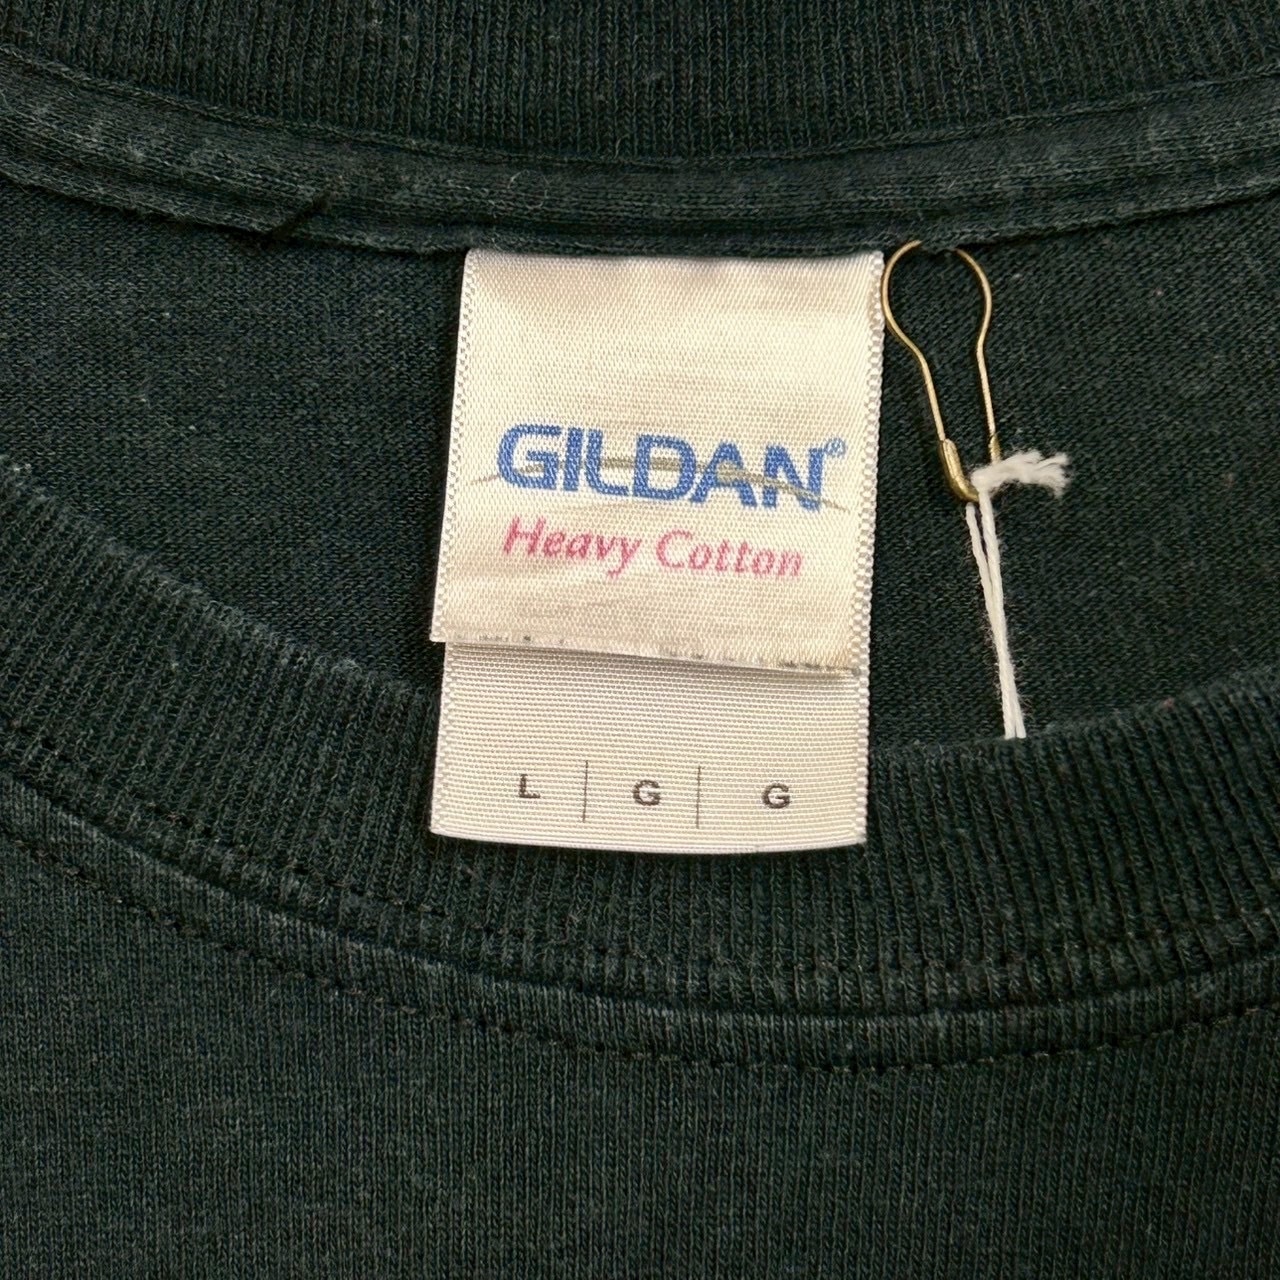 GILDAN®
Heavy Cotton
L | G | G